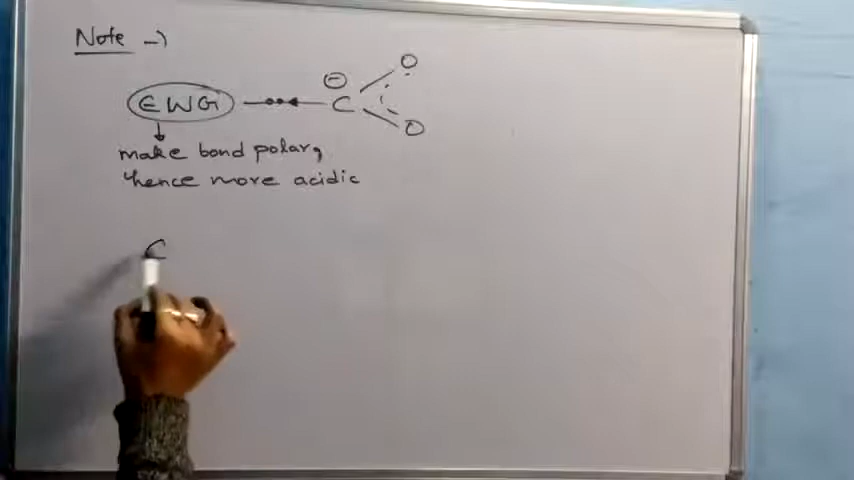 Note →
EWG C O O ⊖
make bond polar,
hence more acidic
C